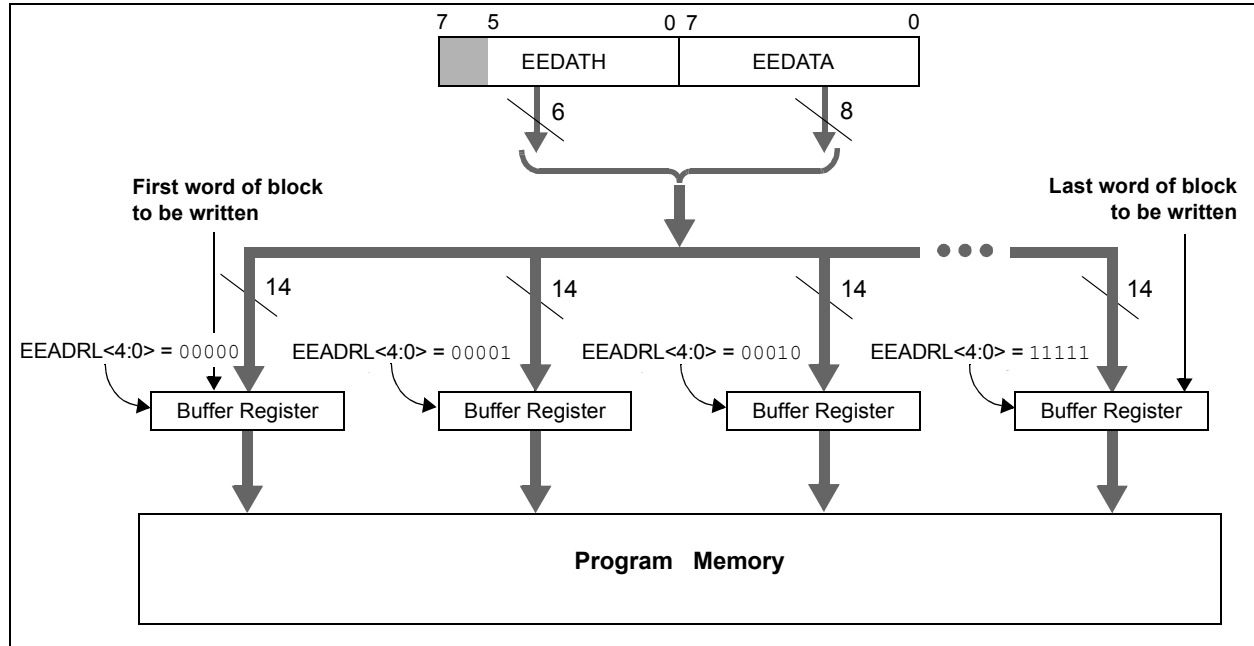 7 5 0 7 0
EEDATH EEDATA
6 8
First word of block
to be written
Last word of block
to be written
14 14 14 14
EEADRL<4:0> = 00000 EEADRL<4:0> = 00001 EEADRL<4:0> = 00010 EEADRL<4:0> = 11111
Buffer Register Buffer Register Buffer Register Buffer Register
Program Memory